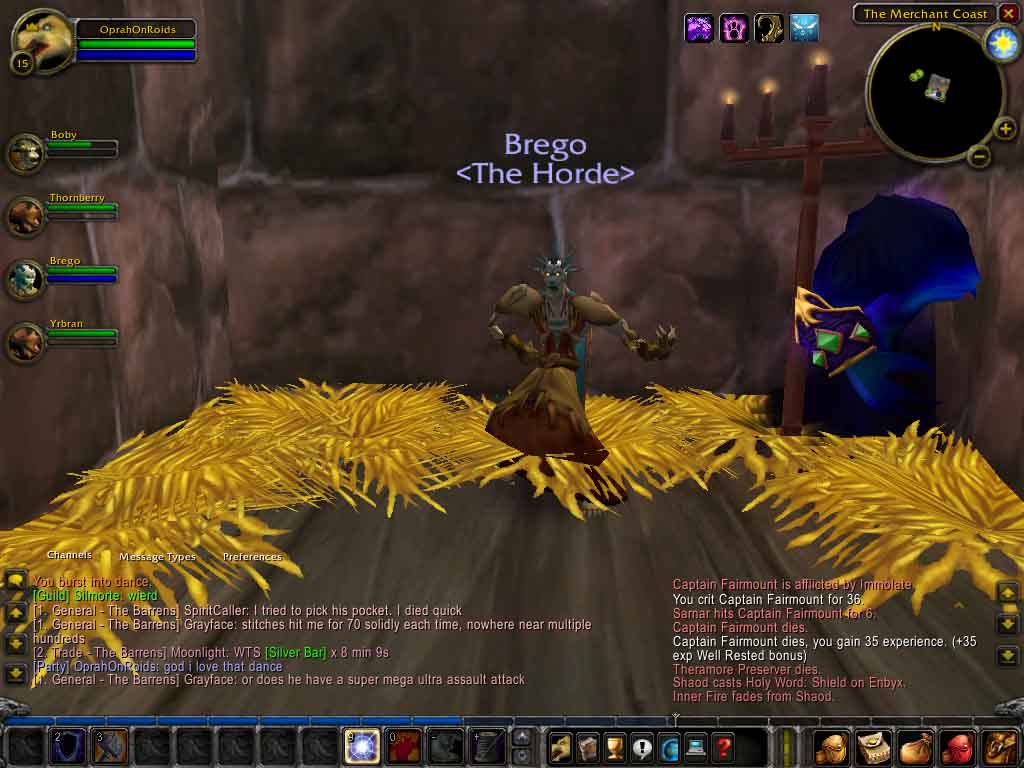 OprahOnRoids
15
The Merchant Coast
N
Boby
Thornberry
Brego
Yrbran
Brego
<The Horde>
Channels Message Types Preferences
You burst into dance.
[Guild] Silmorte: wierd
[1. General - The Barrens] SpiritCaller: I tried to pick his pocket. I died quick
[1. General - The Barrens] Grayface: stitches hit me for 70 solidly each time, nowhere near multiple
hundreds
[2. Trade - The Barrens] Moonlight: WTS [Silver Bar] x 8 min 9s
[Party] OprahOnRoids: god i love that dance
[1. General - The Barrens] Grayface: or does he have a super mega ultra assault attack
Captain Fairmount is afflicted by Immolate.
You crit Captain Fairmount for 36.
Samar hits Captain Fairmount for 6.
Captain Fairmount dies.
Captain Fairmount dies, you gain 35 experience. (+35
exp Well Rested bonus)
Theramore Preserver dies.
Shaod casts Holy Word: Shield on Enbyx.
Inner Fire fades from Shaod.
2 3 9 0 - +